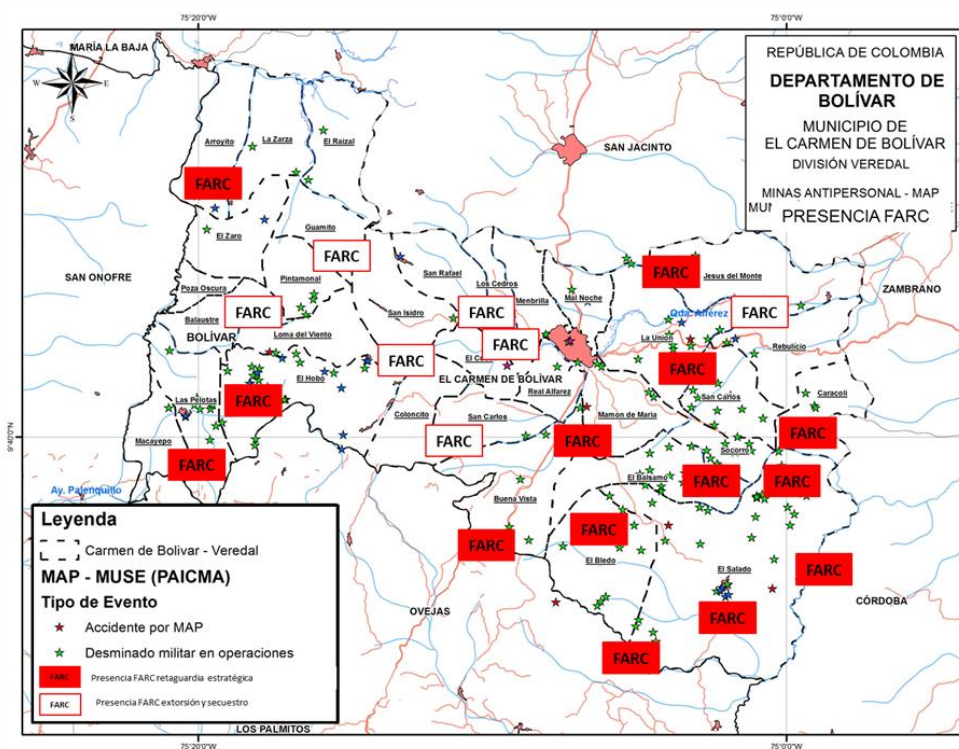 75°20'0"W
75°0'0"W
MARÍA LA BAJA
W
E
S
REPÚBLICA DE COLOMBIA
DEPARTAMENTO DE
BOLÍVAR
MUNICIPIO DE
EL CARMEN DE BOLÍVAR
DIVISIÓN VEREDAL
MINAS ANTIPERSONAL - MAP
PRESENCIA FARC
Arroyito
La Zarza
El Raizal
SAN JACINTO
FARC
El Zaro
Guamito
FARC
San Rafael
SAN ONOFRE
Poza Oscura
Pintamonal
Los Cedros
Menbrilla
Mal Noche
FARC
Jesus del Monte
ZAMBRANO
Balaustre
FARC
San Isidro
FARC
Qda. Alférez
FARC
BOLÍVAR
Loma del Viento
FARC
La Unión
Rebulicio
El Hobo
FARC
EL CARMEN DE BOLÍVAR
FARC
Las Pelotas
FARC
Real Alfarez
San Carlos
Caracoli
Coloncito
San Carlos
Mamon de Maria
Macayepo
FARC
FARC
FARC
FARC
9°40'0"N
Socorro
Ay. Palenquillo
El Balsamo
FARC
FARC
Buena Vista
FARC
FARC
El Bledo
El Salado
FARC
OVEJAS
CÓRDOBA
FARC
FARC
Leyenda
Carmen de Bolivar - Veredal
MAP - MUSE (PAICMA)
Tipo de Evento
Accidente por MAP
Desminado militar en operaciones
FARC Presencia FARC retaguardia estratégica
FARC Presencia FARC extorsión y secuestro
LOS PALMITOS
75°20'0"W
75°0'0"W